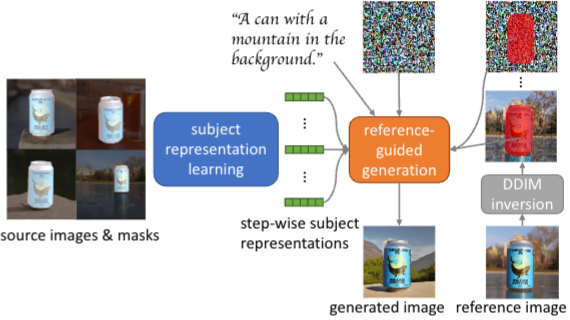 "A can with a
mountain in the
background."
subject
representation
learning
reference-
guided
generation
DDIM
inversion
step-wise subject
representations
source images & masks
generated image
reference image